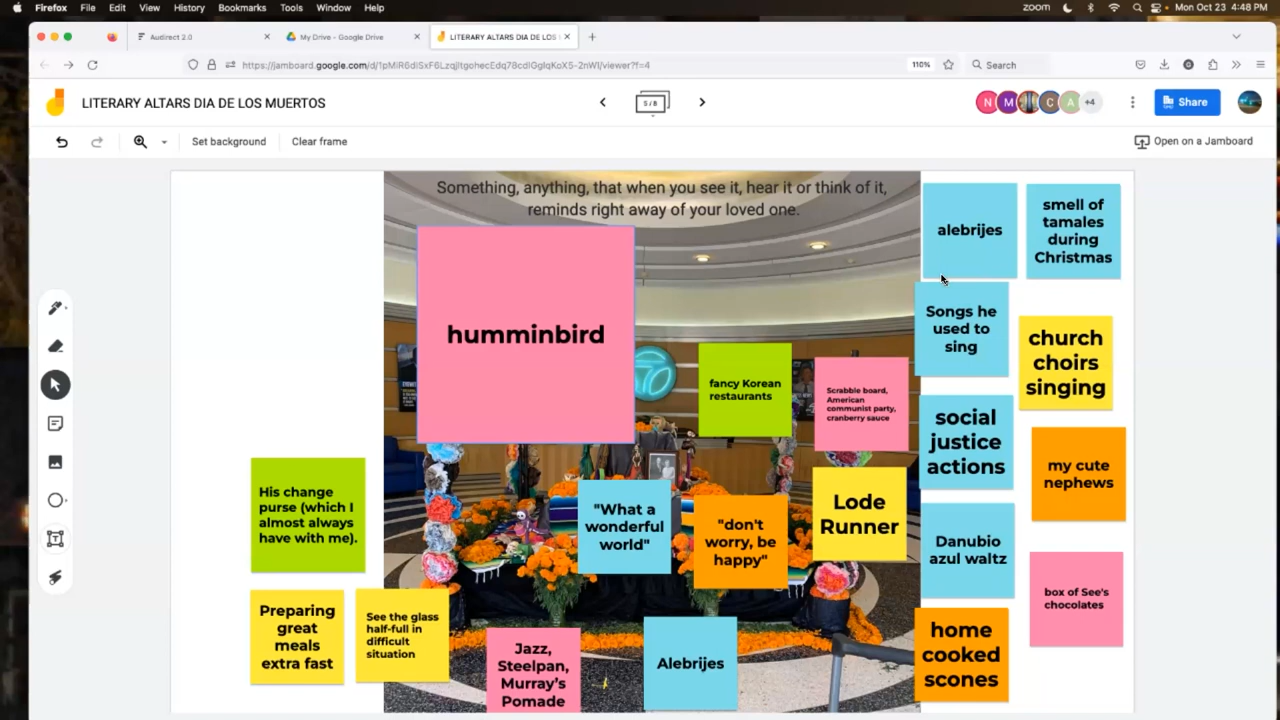 Firefox File Edit View History Bookmarks Tools Window Help
zoom Mon Oct 23 4:48 PM
Audirect 2.0
My Drive - Google Drive
LITERARY ALTARS DIA DE LOS
110%
Search
LITERARY ALTARS DIA DE LOS MUERTOS
5 / 8
N M C A +4
Share
Set background
Clear frame
Open on a Jamboard
Something, anything, that when you see it, hear it or think of it,
reminds right away of your loved one.
humminbird
alebrijes
smell of
tamales
during
Christmas
Songs he
used to
sing
church
choirs
singing
fancy Korean
restaurants
Scrabble board,
American
communist party,
cranberry sauce
social
justice
actions
my cute
nephews
His change
purse (which I
almost always
have with me).
"What a
wonderful
world"
"don't
worry, be
happy"
Lode
Runner
Danubio
azul waltz
box of See's
chocolates
Preparing
great
meals
extra fast
See the glass
half-full in
difficult
situation
Jazz,
Steelpan,
Murray's
Pomade
Alebrijes
home
cooked
scones